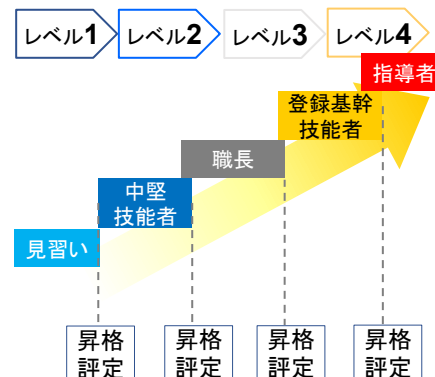 レベル1
レベル2
レベル3
レベル4
指導者
登録基幹
技能者
職長
中堅
技能者
見習い
昇格
評定
昇格
評定
昇格
評定
昇格
評定